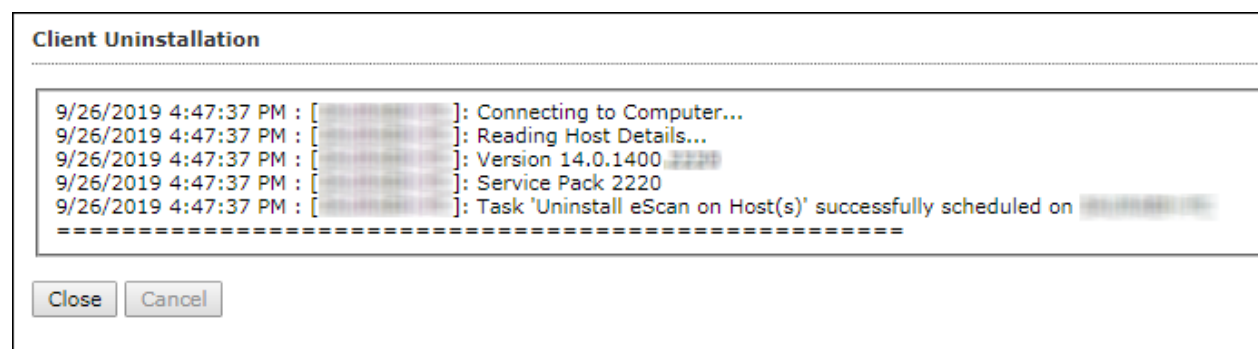 Client Uninstallation
9/26/2019 4:47:37 PM : [ ]: Connecting to Computer...
9/26/2019 4:47:37 PM : [ ]: Reading Host Details...
9/26/2019 4:47:37 PM : [ ]: Version 14.0.1400
9/26/2019 4:47:37 PM : [ ]: Service Pack 2220
9/26/2019 4:47:37 PM : [ ]: Task 'Uninstall eScan on Host(s)' successfully scheduled on
====================================================
Close Cancel